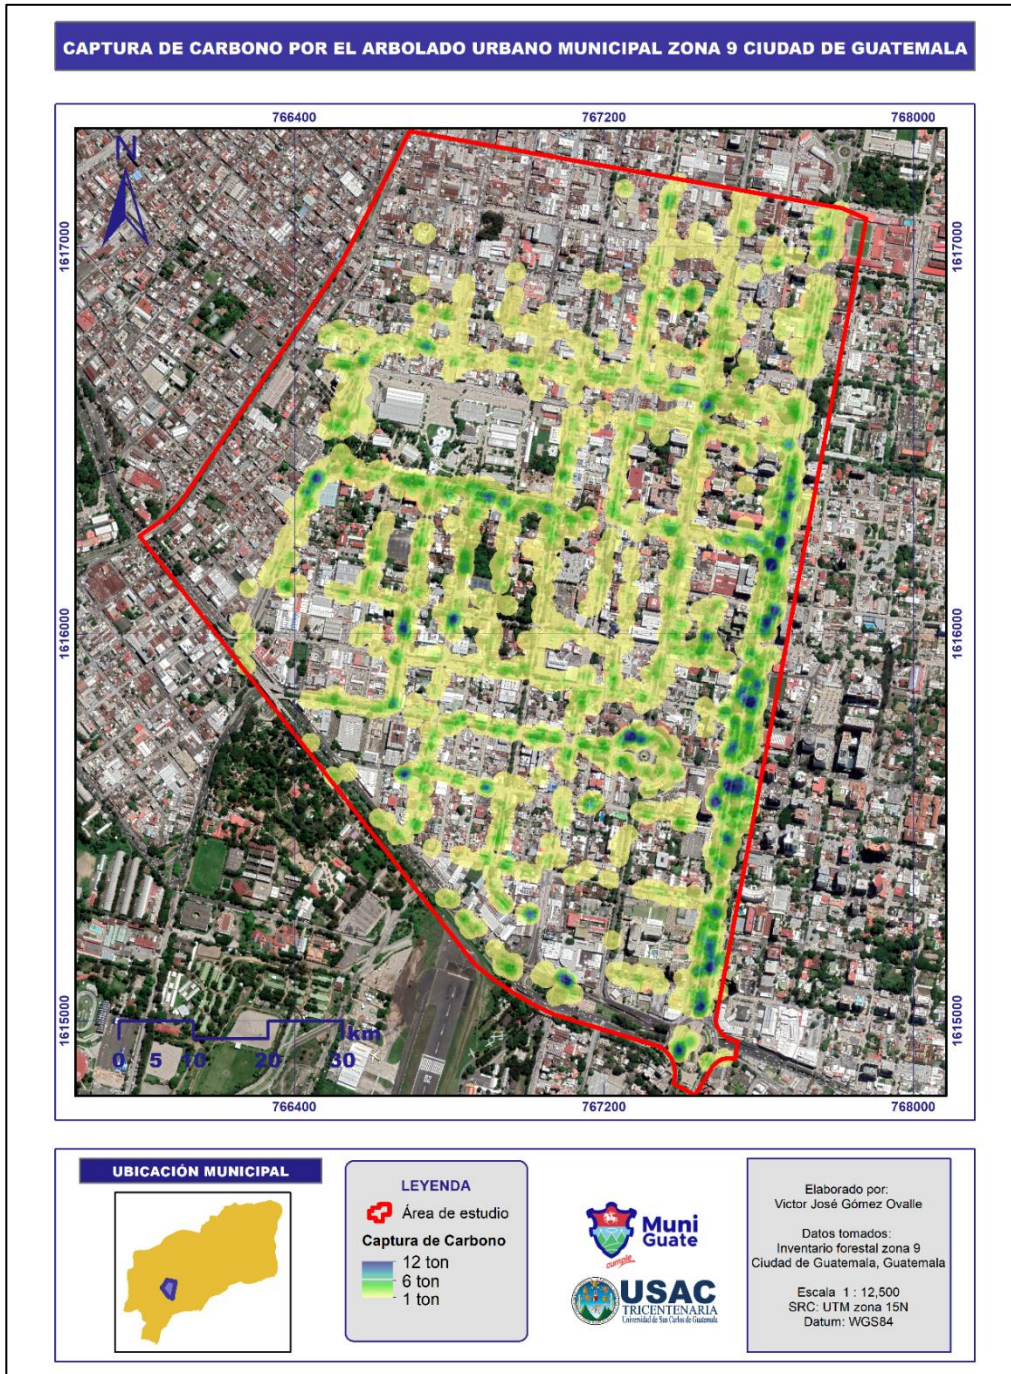 CAPTURA DE CARBONO POR EL ARBOLADO URBANO MUNICIPAL ZONA 9 CIUDAD DE GUATEMALA
766400 767200 768000
N
1617000 1617000
1616000 1616000
1615000 1615000
km
0 5 10 20 30
766400 767200 768000
UBICACIÓN MUNICIPAL
LEYENDA
Área de estudio
Captura de Carbono
12 ton
6 ton
1 ton
Muni
Guate
cumple
USAC
TRICENTENARIA
Universidad de San Carlos de Guatemala
Elaborado por:
Victor José Gómez Ovalle
Datos tomados:
Inventario forestal zona 9
Ciudad de Guatemala, Guatemala
Escala 1 : 12,500
SRC: UTM zona 15N
Datum: WGS84